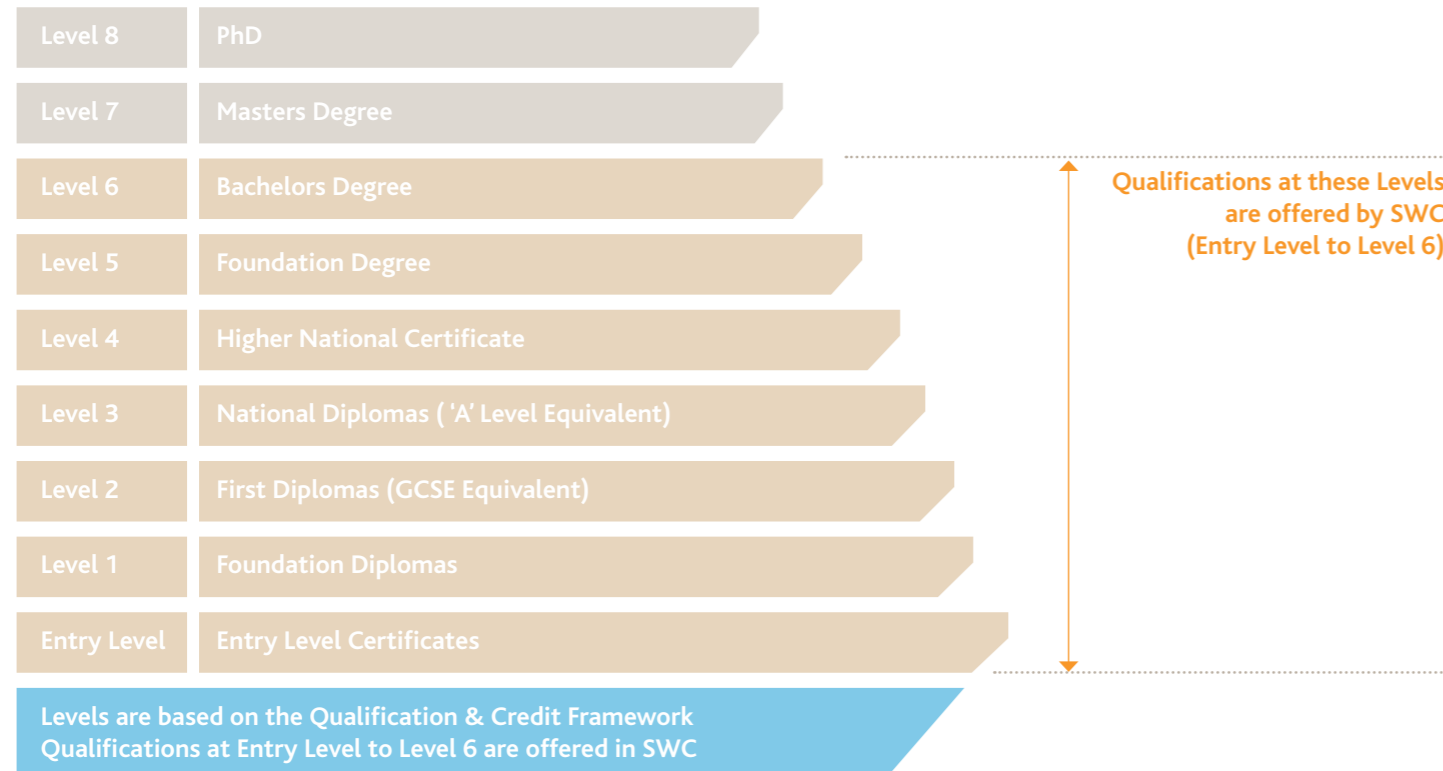 Level 8 PhD
Level 7 Masters Degree
Level 6 Bachelors Degree
Qualifications at these Levels
are offered by SWC
(Entry Level to Level 6)
Level 5 Foundation Degree
Level 4 Higher National Certificate
Level 3 National Diplomas ( ‘A’ Level Equivalent)
Level 2 First Diplomas (GCSE Equivalent)
Level 1 Foundation Diplomas
Entry Level Entry Level Certificates
Levels are based on the Qualification & Credit Framework
Qualifications at Entry Level to Level 6 are offered in SWC